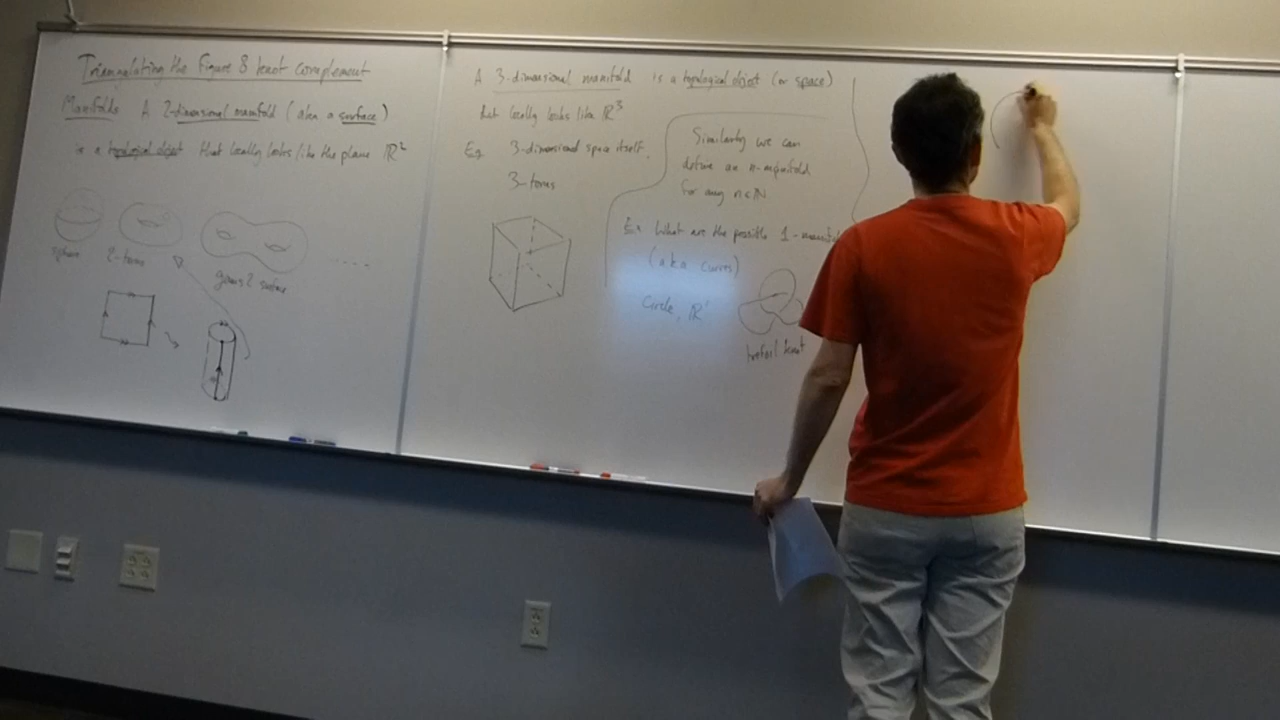 Triangulating the Figure 8 knot complement
Manifolds A 2-dimensional manifold (aka a surface)
is a topological object that locally looks like the plane ℝ²
sphere
2-torus
genus 2 surface
A 3-dimensional manifold is a topological object (or space)
that locally looks like ℝ³
Eg 3-dimensional space itself,
3-torus
Similarly we can
define an n-manifold
for any n∈ℕ
Ex What are the possible 1-manifol
(aka curves)
Circle, ℝ¹
trefoil knot